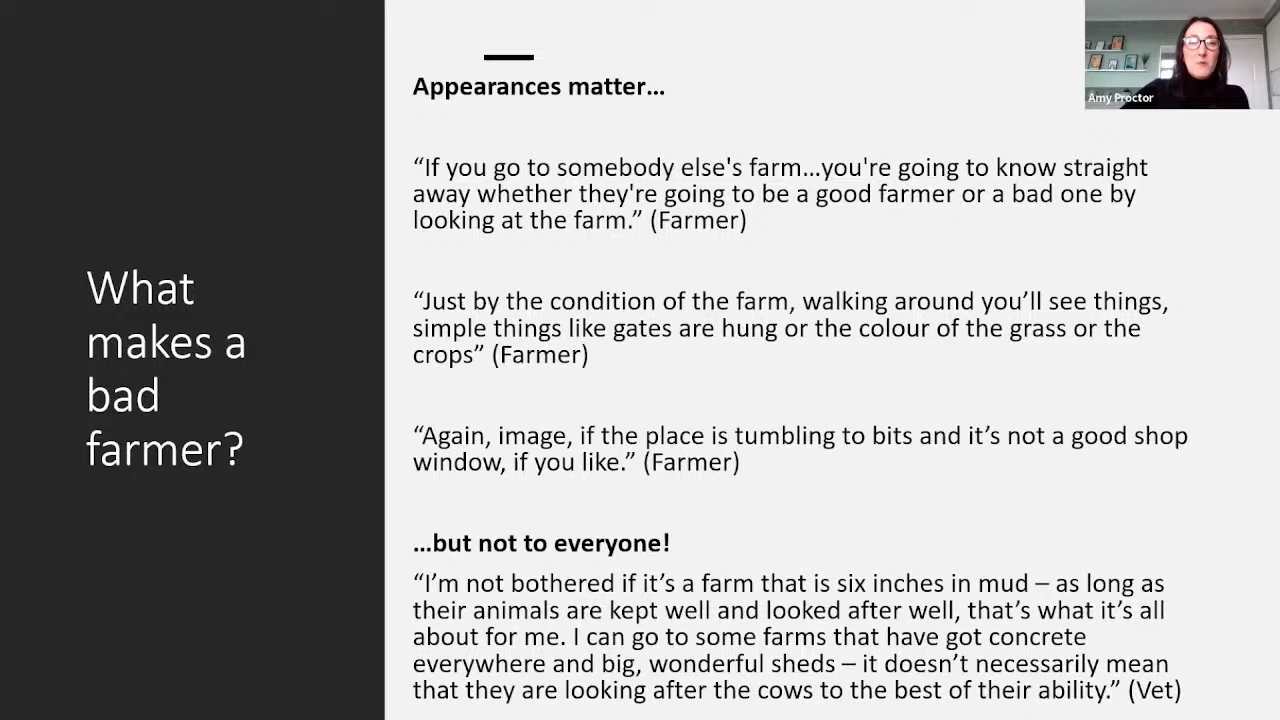 What
makes a
bad
farmer?
Appearances matter…
“If you go to somebody else's farm…you're going to know straight
away whether they're going to be a good farmer or a bad one by
looking at the farm.” (Farmer)
“Just by the condition of the farm, walking around you’ll see things,
simple things like gates are hung or the colour of the grass or the
crops” (Farmer)
“Again, image, if the place is tumbling to bits and it’s not a good shop
window, if you like.” (Farmer)
…but not to everyone!
“I’m not bothered if it’s a farm that is six inches in mud – as long as
their animals are kept well and looked after well, that’s what it’s all
about for me. I can go to some farms that have got concrete
everywhere and big, wonderful sheds – it doesn’t necessarily mean
that they are looking after the cows to the best of their ability.” (Vet)
Amy Proctor